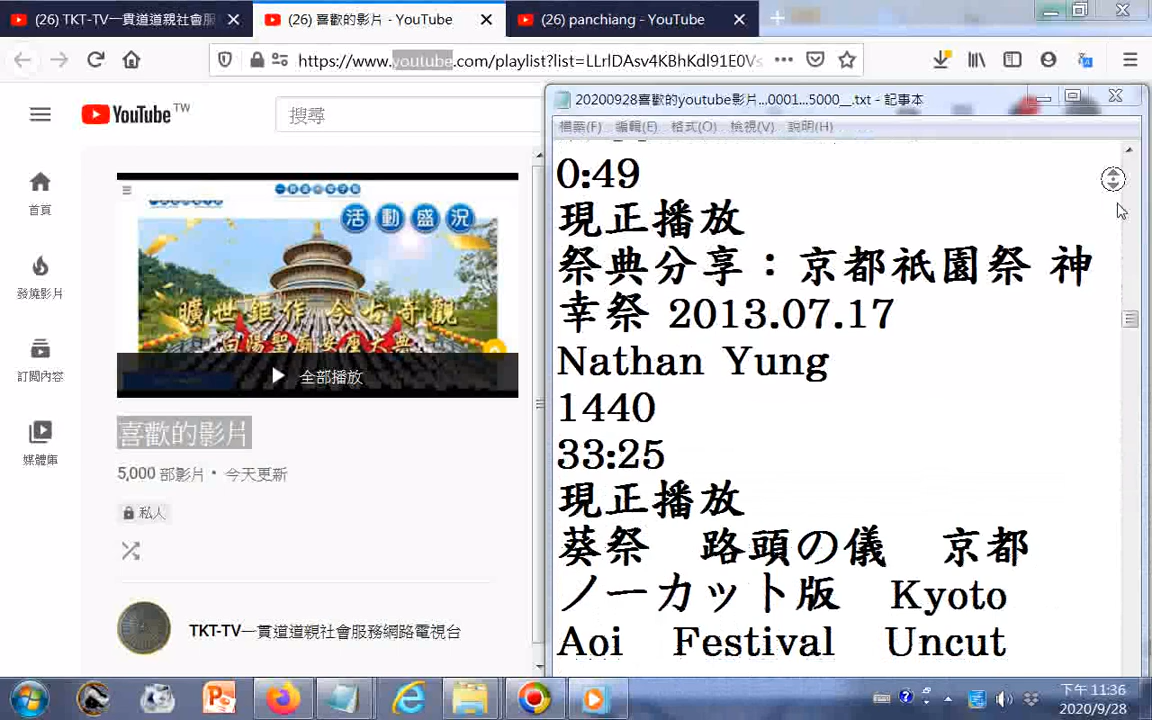 (26) TKT-TV一貫道道親社會服
(26) 喜歡的影片 - YouTube
(26) panchiang - YouTube
https://www.youtube.com/playlist?list=LLrlDAsv4KBhKdl91E0Vs
YouTube TW
搜尋
首頁
發燒影片
訂閱內容
媒體庫
活動盛況
曠世鉅作 今古奇觀
白陽聖廟安座大典
全部播放
喜歡的影片
5,000 部影片・今天更新
私人
TKT-TV一貫道道親社會服務網路電視台
20200928喜歡的youtube影片...0001...5000__.txt - 記事本
檔案(F) 編輯(E) 格式(O) 檢視(V) 說明(H)
0:49
現正播放
祭典分享：京都祇園祭 神
幸祭 2013.07.17
Nathan Yung
1440
33:25
現正播放
葵祭　路頭の儀　京都
ノーカット版　Kyoto
Aoi　Festival　Uncut
下午 11:36
2020/9/28